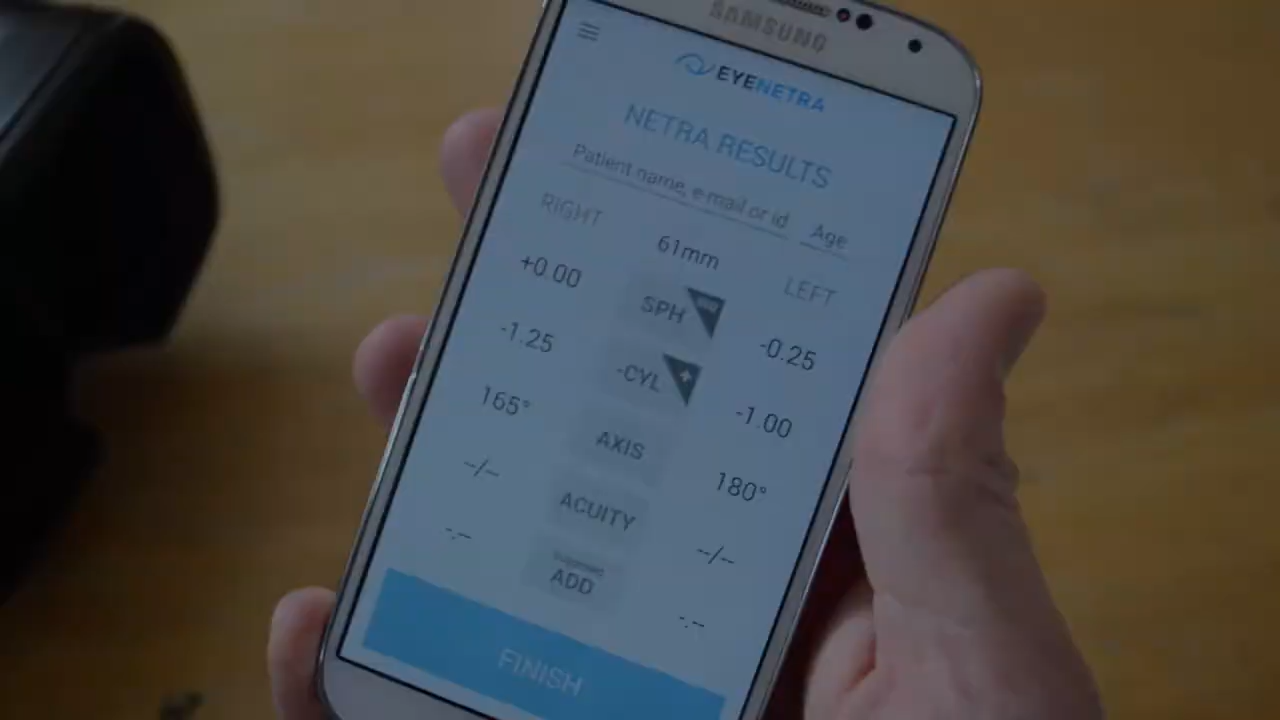 SAMSUNG
EYENETRA
NETRA RESULTS
Patient name, e-mail or id Age
RIGHT 61mm LEFT
+0.00 SPH -0.25
-1.25 -CYL + -1.00
165° AXIS 180°
--/-- ACUITY --/--
-.-- ADD -.--
FINISH